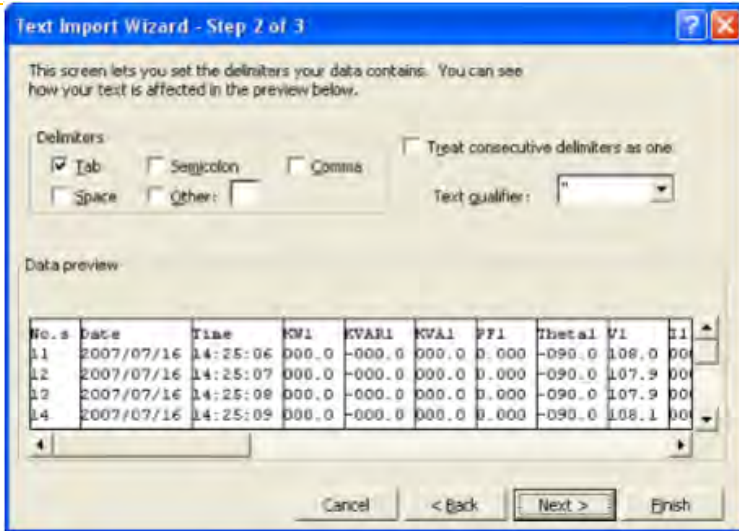 Text Import Wizard - Step 2 of 3
This screen lets you set the delimiters your data contains. You can see
how your text is affected in the preview below.
Delimiters
Tab Semicolon Comma
Space Other:
Treat consecutive delimiters as one
Text qualifier: "
Data preview
No.s Date Time KW1 KVAR1 KVA1 PF1 Theta1 V1 I1
11 2007/07/16 14:25:06 000.0 -000.0 000.0 0.000 -090.0 108.0 00
12 2007/07/16 14:25:07 000.0 -000.0 000.0 0.000 -090.0 107.9 00
13 2007/07/16 14:25:08 000.0 -000.0 000.0 0.000 -090.0 107.9 00
14 2007/07/16 14:25:09 000.0 -000.0 000.0 0.000 -090.0 108.1 00
Cancel < Back Next > Finish